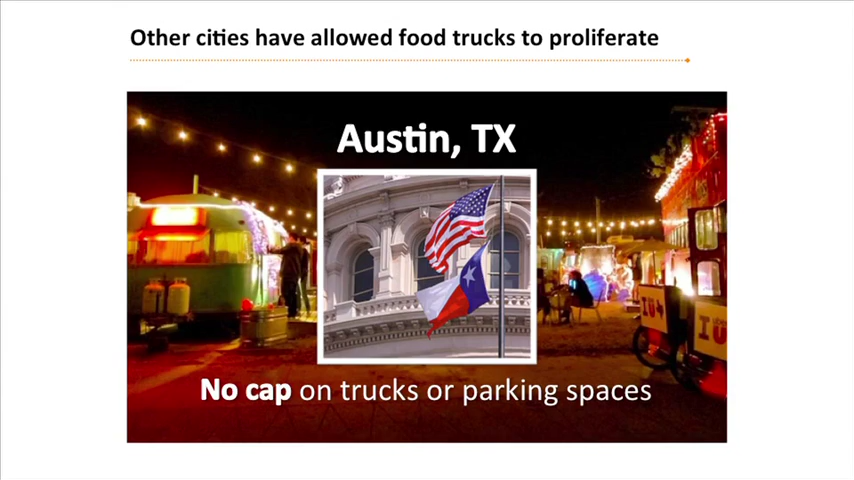 Other cities have allowed food trucks to proliferate
Austin, TX
No cap on trucks or parking spaces